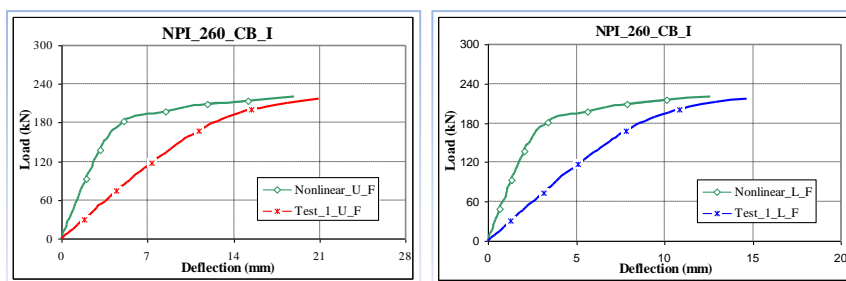 NPI_260_CB_I
300
240
180
120
60
0
Load (kN)
Nonlinear_U_F
Test_1_U_F
0 7 14 21 28
Deflection (mm)
NPI_260_CB_I
300
240
180
120
60
0
Load (kN)
Nonlinear_L_F
Test_1_L_F
0 5 10 15 20
Deflection (mm)